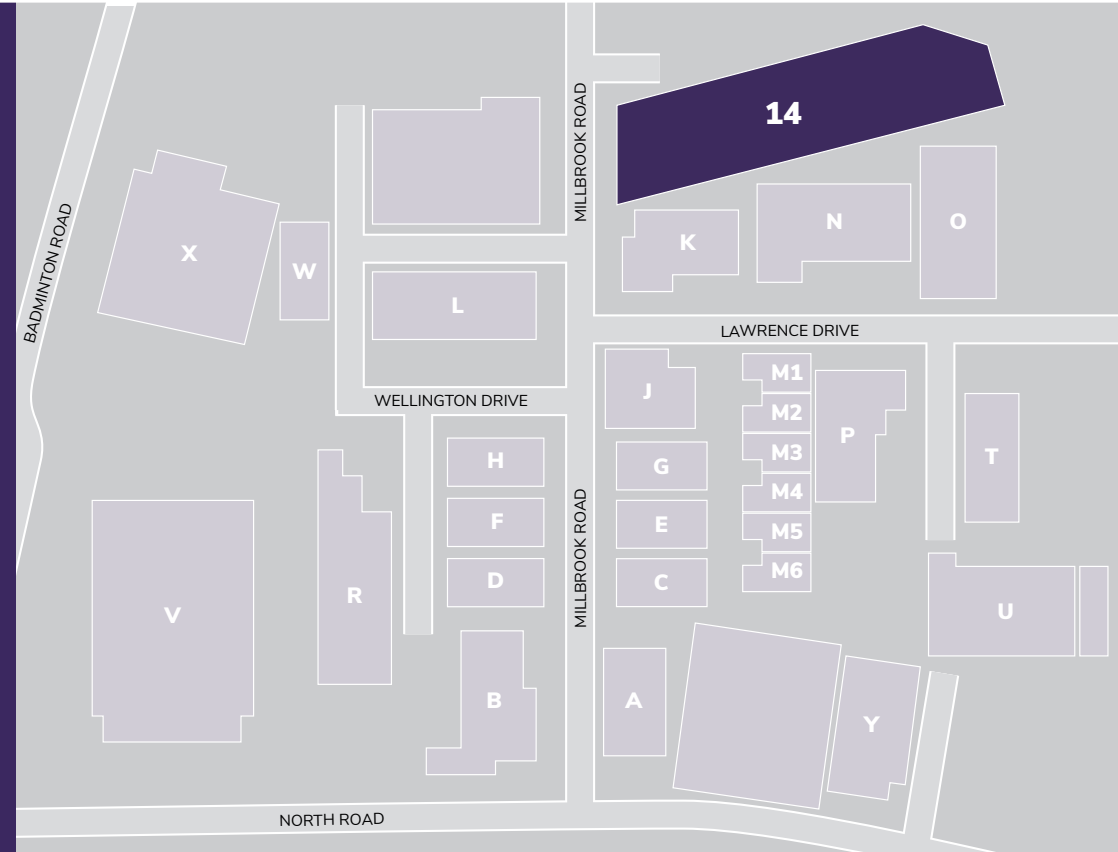 14
MILLBROOK ROAD
BADMINTON ROAD
X
W
K
N
O
L
LAWRENCE DRIVE
WELLINGTON DRIVE
J
M1
M2
M3
M4
M5
M6
P
T
H
G
F
E
D
C
MILLBROOK ROAD
R
V
U
B
A
Y
NORTH ROAD